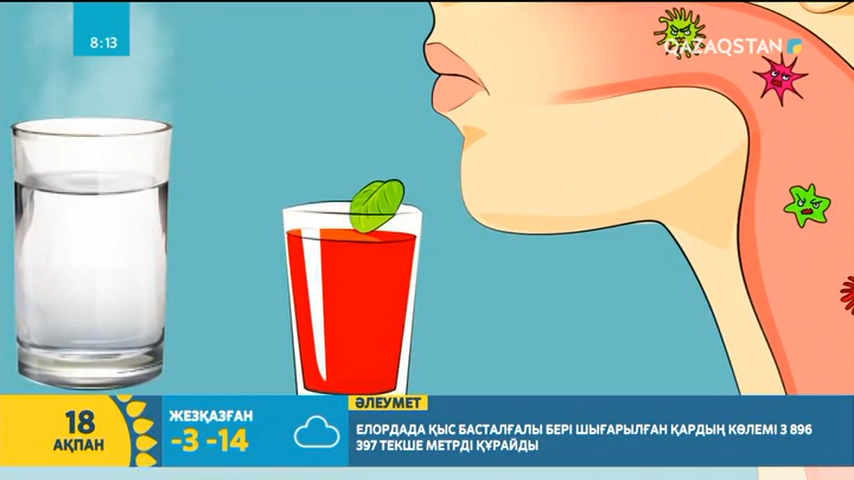 8:13
QAZAQSTAN
18
АҚПАН
ЖЕЗҚАЗҒАН
-3 -14
ӘЛЕУМЕТ
ЕЛОРДАДА ҚЫС БАСТАЛҒАЛЫ БЕРІ ШЫҒАРЫЛҒАН ҚАРДЫҢ КӨЛЕМІ 3 896
397 ТЕКШЕ МЕТРДІ ҚҰРАЙДЫ